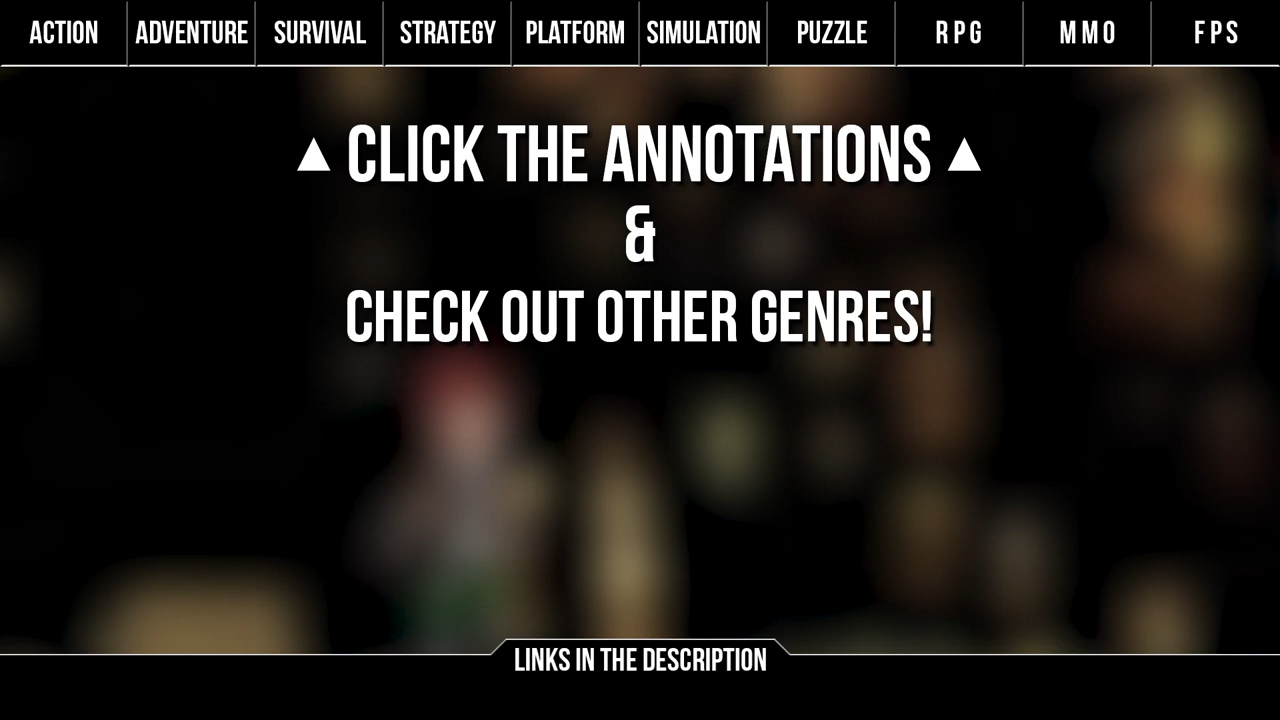 ACTION ADVENTURE SURVIVAL STRATEGY PLATFORM SIMULATION PUZZLE RPG MMO FPS
▲ CLICK THE ANNOTATIONS ▲
&
CHECK OUT OTHER GENRES!
LINKS IN THE DESCRIPTION